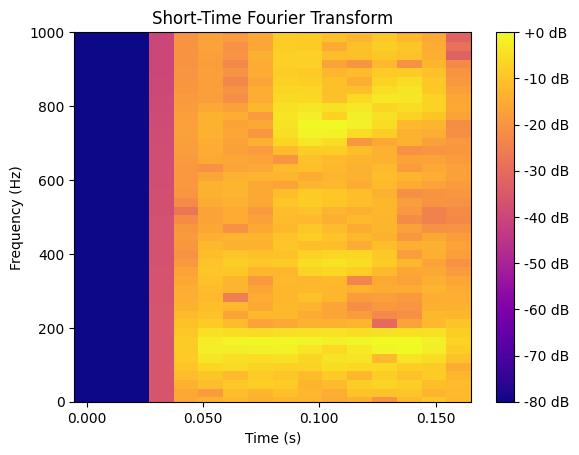 Short-Time Fourier Transform
1000
800
600
400
200
0
Frequency (Hz)
0.000
0.050
0.100
0.150
Time (s)
+0 dB
-10 dB
-20 dB
-30 dB
-40 dB
-50 dB
-60 dB
-70 dB
-80 dB